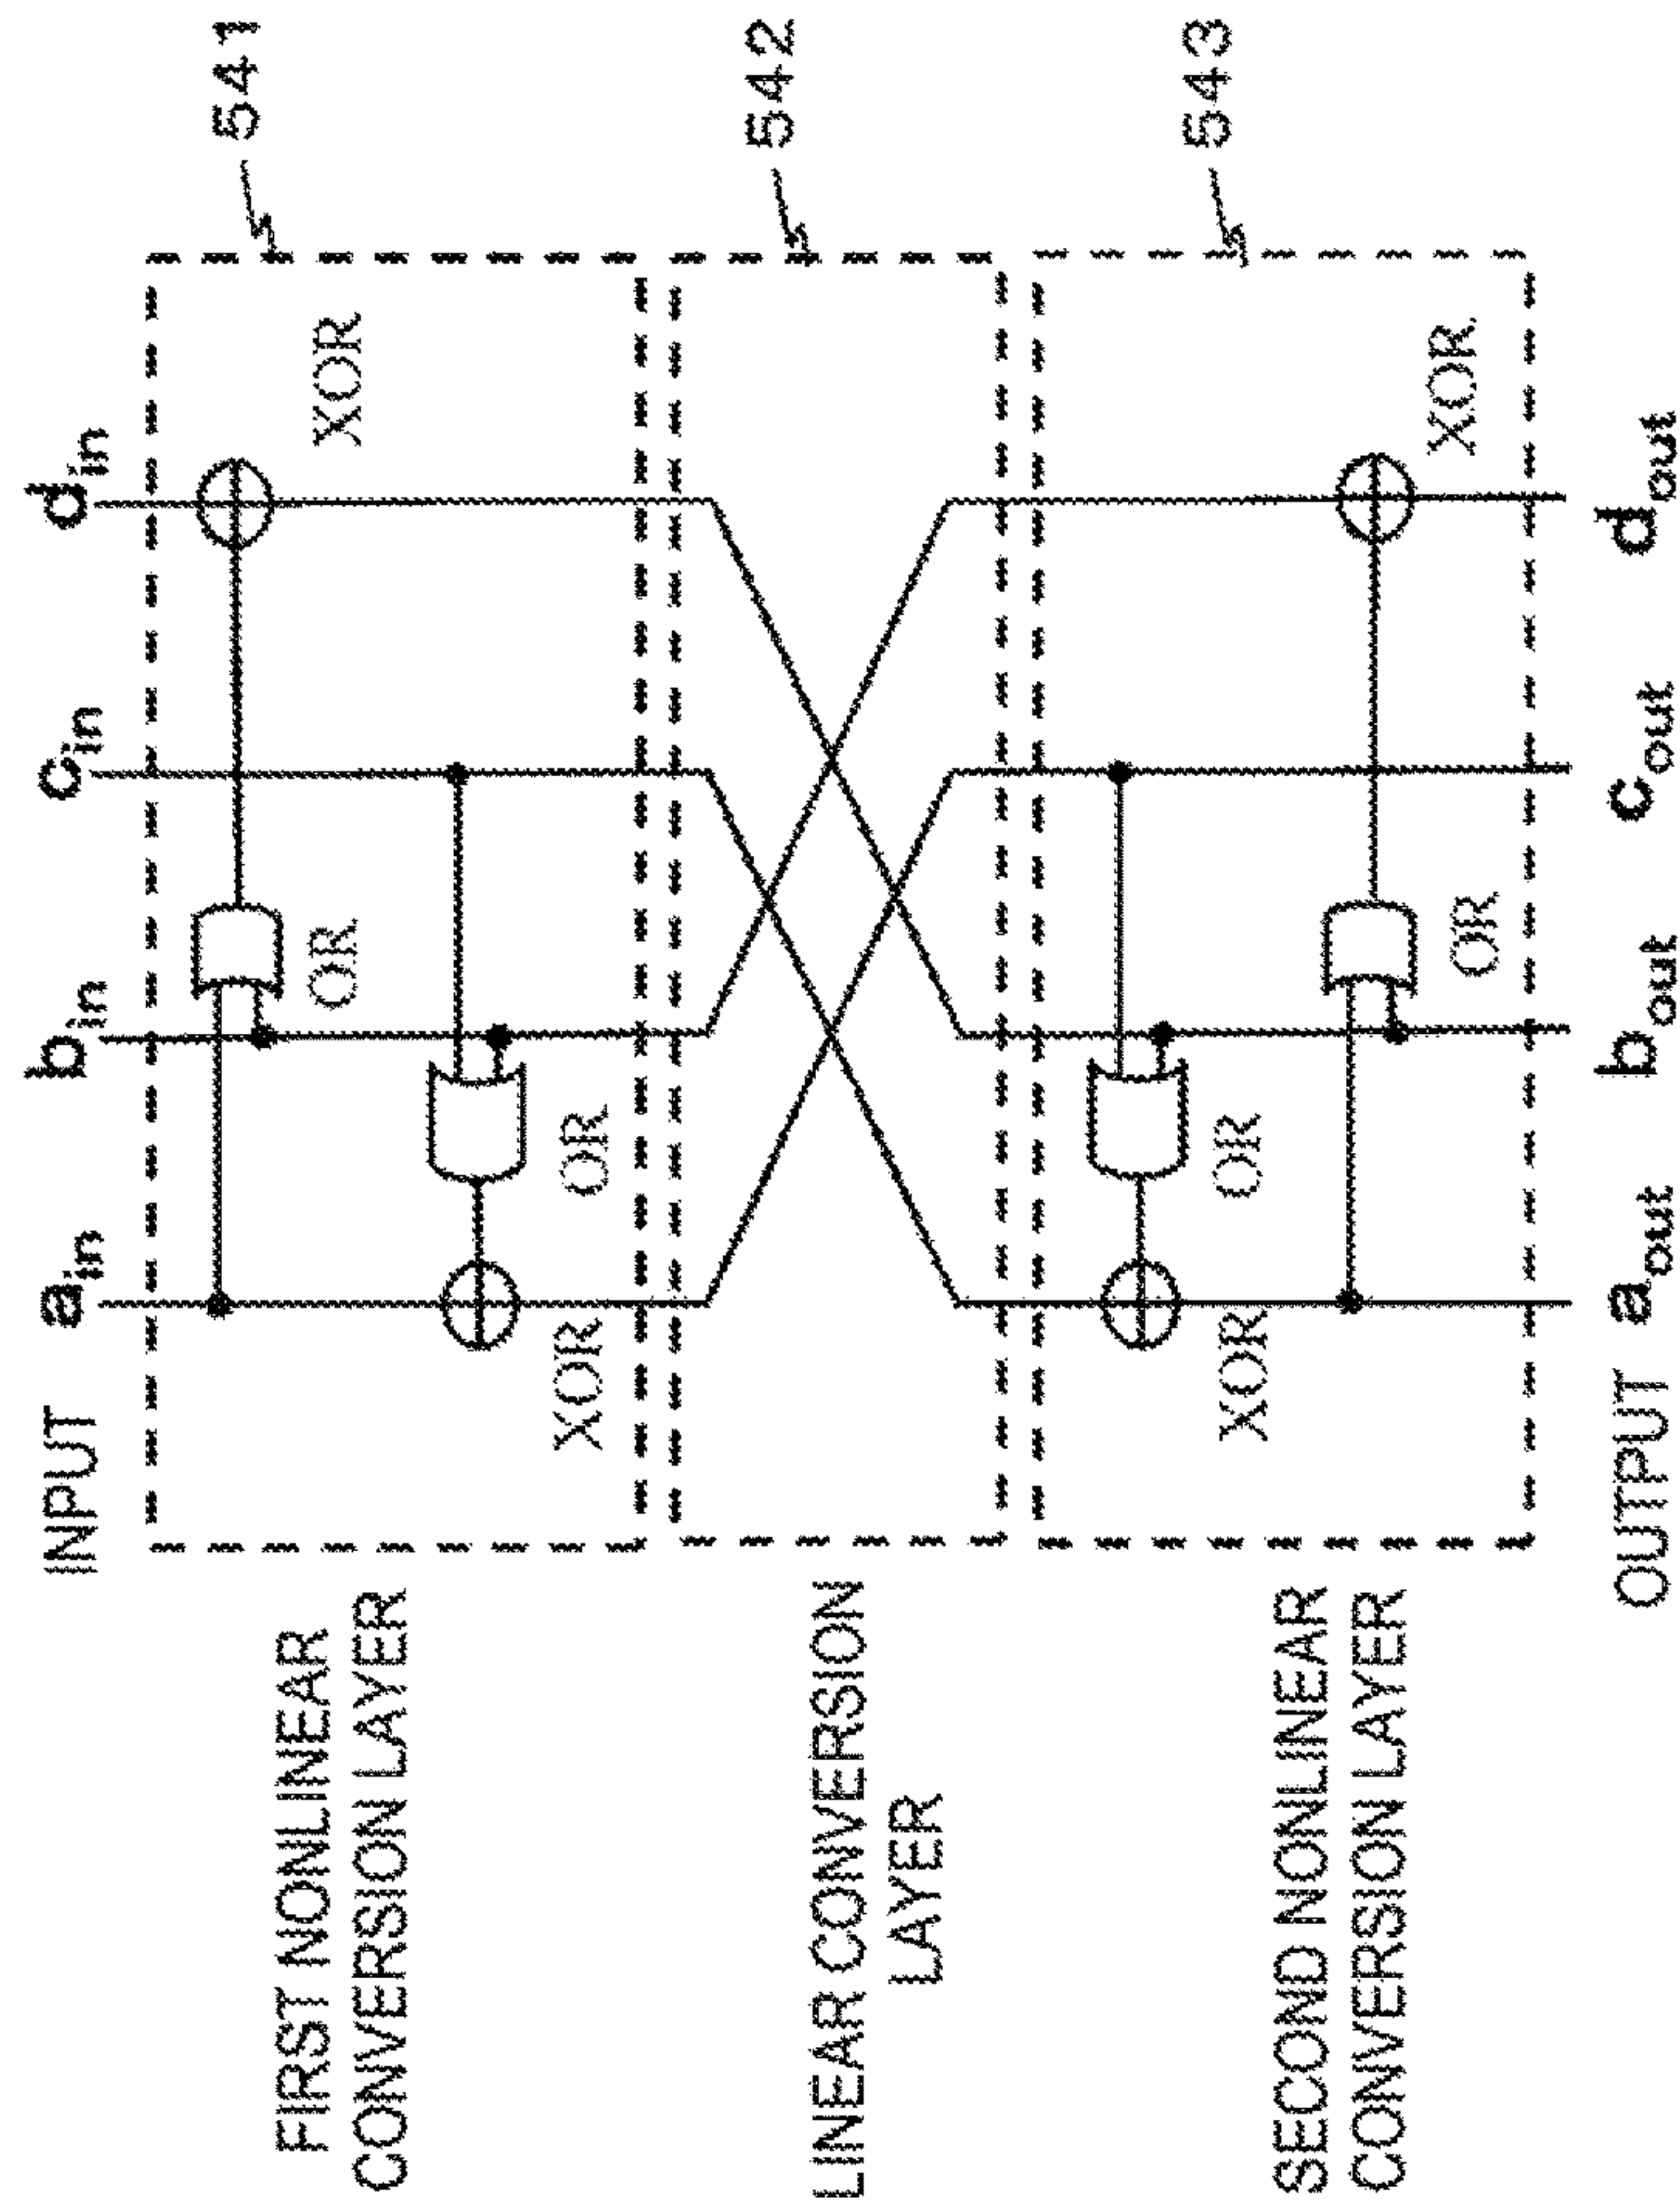 INPUT a_in b_in c_in d_in
FIRST NONLINEAR
CONVERSION LAYER
OR
XOR
XOR
OR
541
LINEAR CONVERSION
LAYER
542
SECOND NONLINEAR
CONVERSION LAYER
XOR
OR
OR
XOR
543
OUTPUT a_out b_out c_out d_out